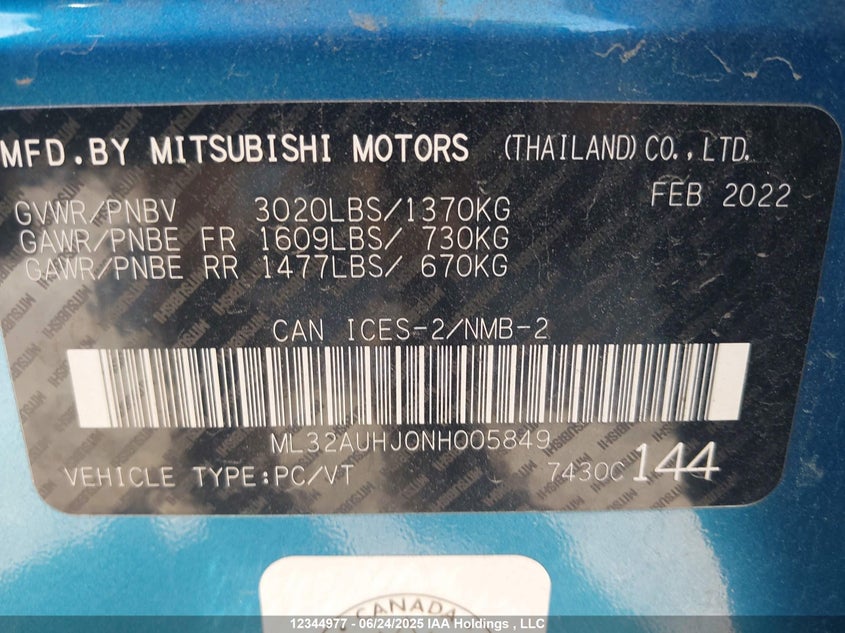 MFD.BY MITSUBISHI MOTORS (THAILAND)CO.,LTD.
FEB 2022
GVWR/PNBV 3020LBS/1370KG
GAWR/PNBE FR 1609LBS/ 730KG
GAWR/PNBE RR 1477LBS/ 670KG
CAN ICES-2/NMB-2
ML32AUHJ0NH005849
VEHICLE TYPE:PC/VT 7430C 144
CANADA
12344977 - 06/24/2025 IAA Holdings , LLC